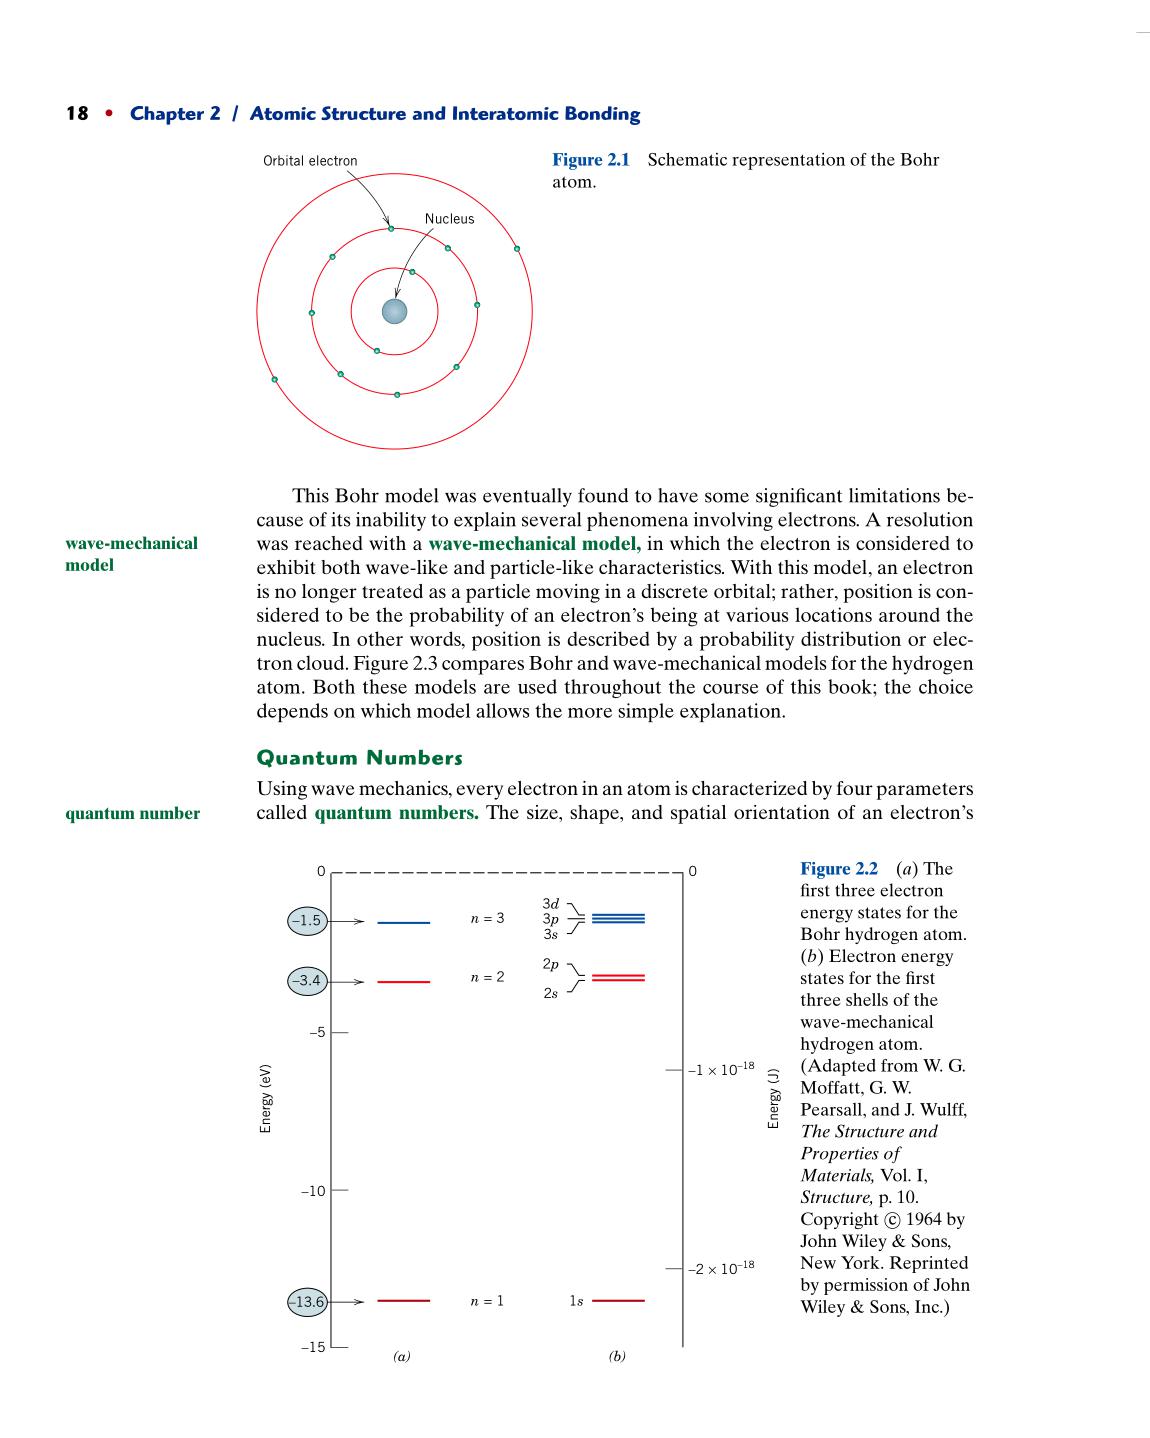 18 • Chapter 2 / Atomic Structure and Interatomic Bonding
Orbital electron
Nucleus
Figure 2.1 Schematic representation of the Bohr
atom.
This Bohr model was eventually found to have some significant limitations be-
cause of its inability to explain several phenomena involving electrons. A resolution
wave-mechanical
model
was reached with a wave-mechanical model, in which the electron is considered to
exhibit both wave-like and particle-like characteristics. With this model, an electron
is no longer treated as a particle moving in a discrete orbital; rather, position is con-
sidered to be the probability of an electron's being at various locations around the
nucleus. In other words, position is described by a probability distribution or elec-
tron cloud. Figure 2.3 compares Bohr and wave-mechanical models for the hydrogen
atom. Both these models are used throughout the course of this book; the choice
depends on which model allows the more simple explanation.
Quantum Numbers
Using wave mechanics, every electron in an atom is characterized by four parameters
quantum number
called quantum numbers. The size, shape, and spatial orientation of an electron's
0
0
–1.5
n = 3
3d
3p
3s
–3.4
n = 2
2p
2s
–5
Energy (eV)
–1 × 10⁻¹⁸
Energy (J)
–10
–2 × 10⁻¹⁸
–13.6
n = 1
1s
–15
(a)
(b)
Figure 2.2 (a) The
first three electron
energy states for the
Bohr hydrogen atom.
(b) Electron energy
states for the first
three shells of the
wave-mechanical
hydrogen atom.
(Adapted from W. G.
Moffatt, G. W.
Pearsall, and J. Wulff,
The Structure and
Properties of
Materials, Vol. I,
Structure, p. 10.
Copyright © 1964 by
John Wiley & Sons,
New York. Reprinted
by permission of John
Wiley & Sons, Inc.)